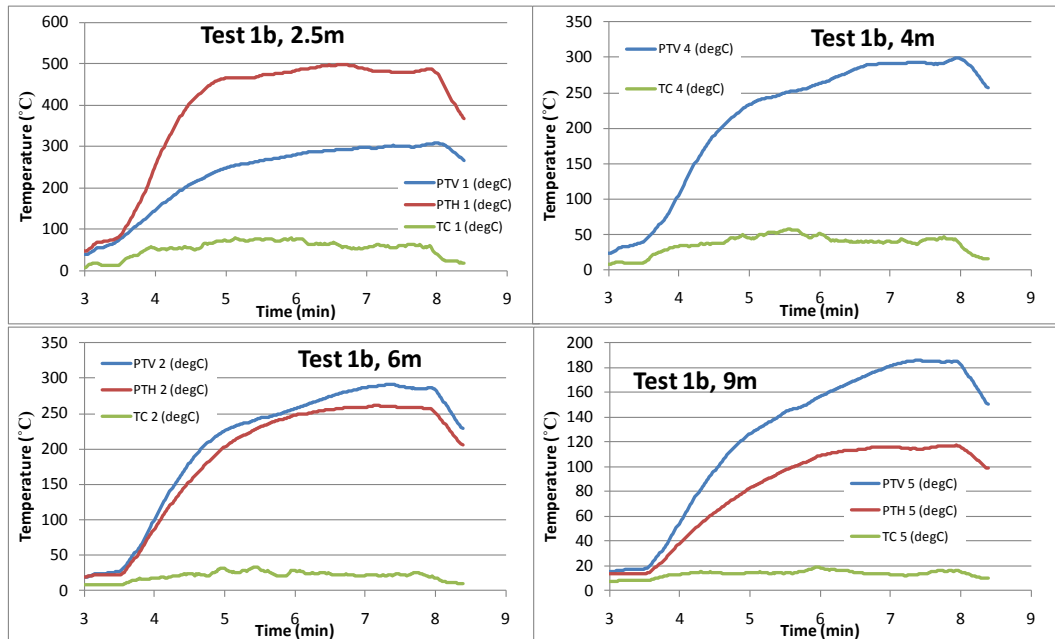 Test 1b, 2.5m
Temperature (°C)
600
500
400
300
200
100
0
PTV 1 (degC)
PTH 1 (degC)
TC 1 (degC)
3 4 5 6 7 8 9
Time (min)
Test 1b, 4m
Temperature (°C)
350
300
250
200
150
100
50
0
PTV 4 (degC)
TC 4 (degC)
3 4 5 6 7 8 9
Time (min)
Test 1b, 6m
Temperature (°C)
350
300
250
200
150
100
50
0
PTV 2 (degC)
PTH 2 (degC)
TC 2 (degC)
3 4 5 6 7 8 9
Time (min)
Test 1b, 9m
Temperature (°C)
200
180
160
140
120
100
80
60
40
20
0
PTV 5 (degC)
PTH 5 (degC)
TC 5 (degC)
3 4 5 6 7 8 9
Time (min)